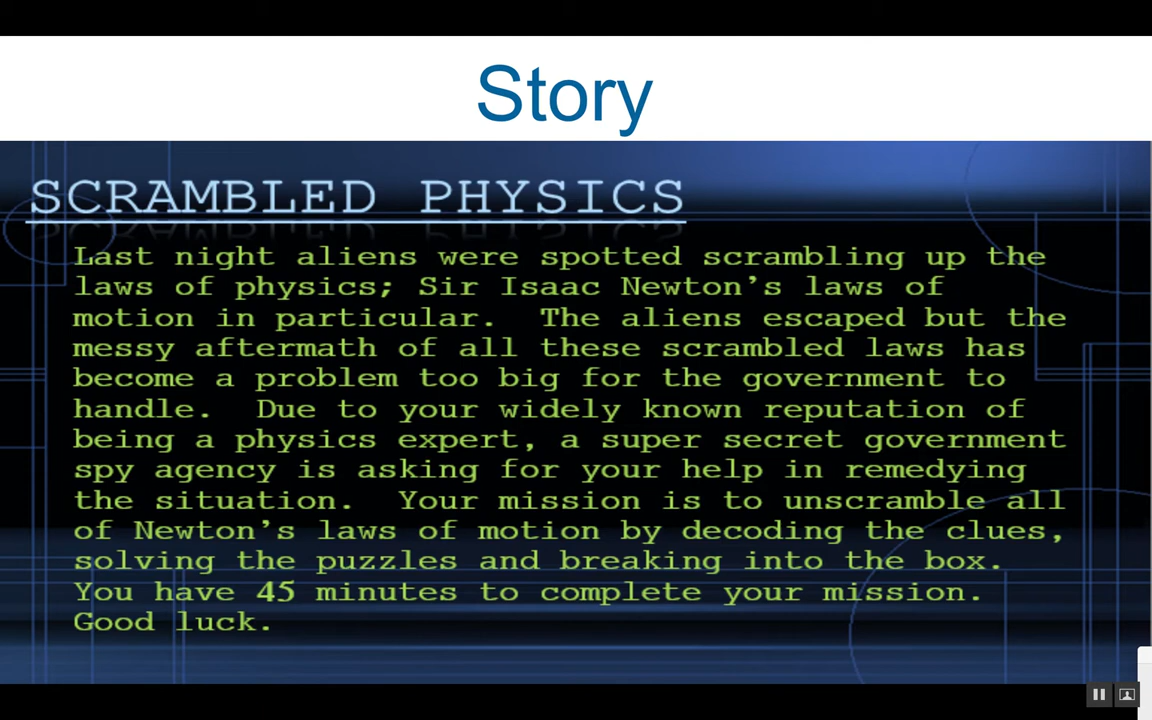 Story
SCRAMBLED PHYSICS
Last night aliens were spotted scrambling up the
laws of physics; Sir Isaac Newton’s laws of
motion in particular.  The aliens escaped but the
messy aftermath of all these scrambled laws has
become a problem too big for the government to
handle.  Due to your widely known reputation of
being a physics expert, a super secret government
spy agency is asking for your help in remedying
the situation.  Your mission is to unscramble all
of Newton’s laws of motion by decoding the clues,
solving the puzzles and breaking into the box.
You have 45 minutes to complete your mission.
Good luck.